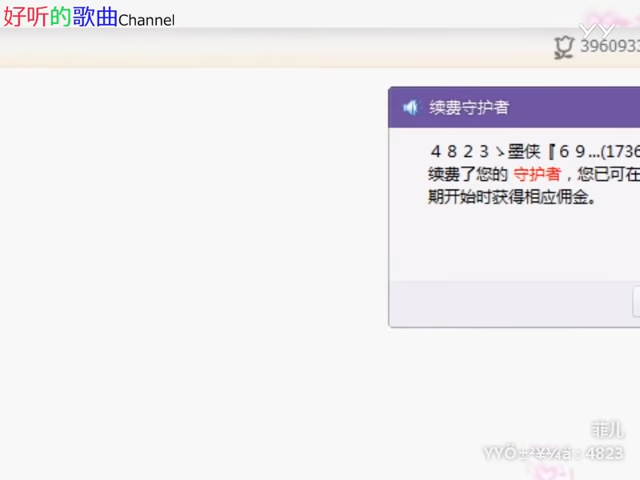 好听的歌曲Channel
YY
3960933
续费守护者
４８２３ゝ墨侠『６９...(1736
续费了您的 守护者，您已可在
期开始时获得相应佣金。
菲儿
4823